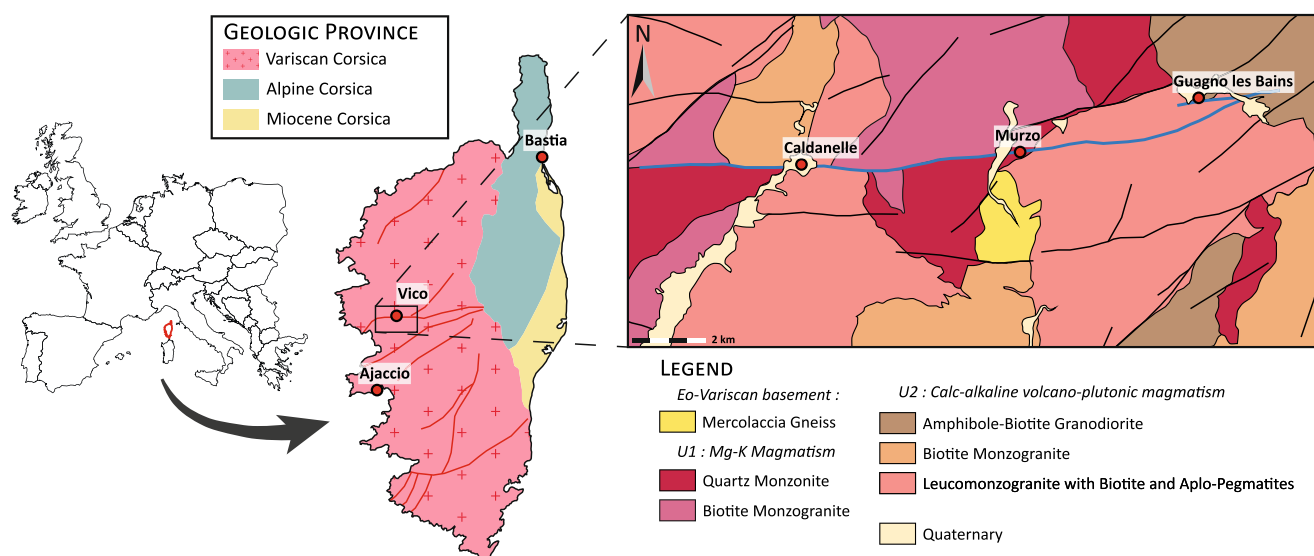 GEOLOGIC PROVINCE
Variscan Corsica
Alpine Corsica
Miocene Corsica
Bastia
Vico
Ajaccio
N
Guagno les Bains
Murzo
Caldanelle
2 km
LEGEND
Eo-Variscan basement :
Mercolaccia Gneiss
U1 : Mg-K Magmatism
Quartz Monzonite
Biotite Monzogranite
U2 : Calc-alkaline volcano-plutonic magmatism
Amphibole-Biotite Granodiorite
Biotite Monzogranite
Leucomonzogranite with Biotite and Aplo-Pegmatites
Quaternary